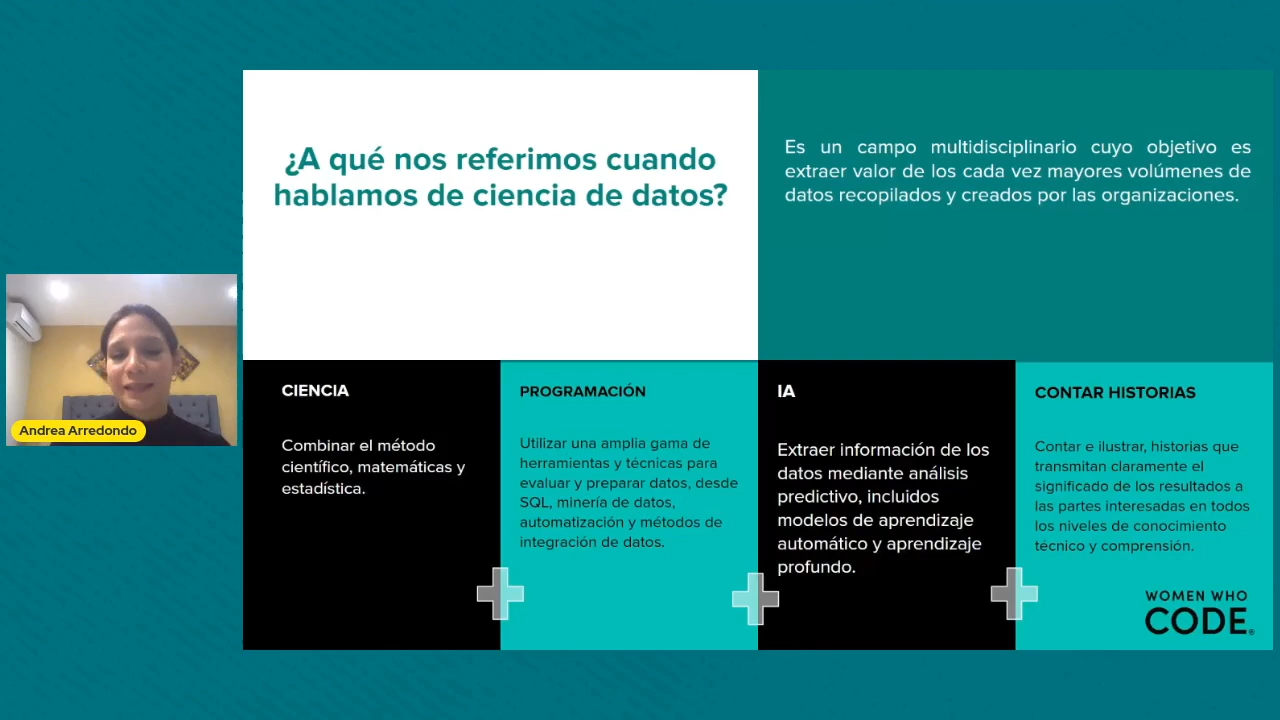 ¿A qué nos referimos cuando
hablamos de ciencia de datos?
Es un campo multidisciplinario cuyo objetivo es
extraer valor de los cada vez mayores volúmenes de
datos recopilados y creados por las organizaciones.
Andrea Arredondo
CIENCIA
Combinar el método
científico, matemáticas y
estadística.
PROGRAMACIÓN
Utilizar una amplia gama de
herramientas y técnicas para
evaluar y preparar datos, desde
SQL, minería de datos,
automatización y métodos de
integración de datos.
IA
Extraer información de los
datos mediante análisis
predictivo, incluidos
modelos de aprendizaje
automático y aprendizaje
profundo.
CONTAR HISTORIAS
Contar e ilustrar, historias que
transmitan claramente el
significado de los resultados a
las partes interesadas en todos
los niveles de conocimiento
técnico y comprensión.
WOMEN WHO
CODE®